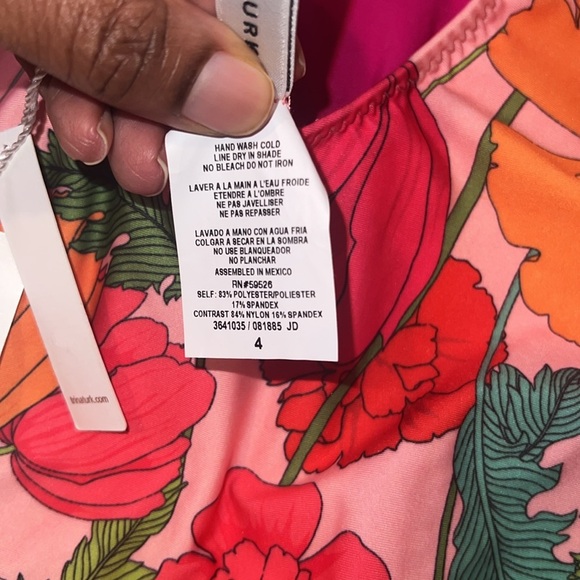 URK
HAND WASH COLD
LINE DRY IN SHADE
NO BLEACH DO NOT IRON
LAVER A LA MAIN A L'EAU FROIDE
ETENDRE A L'OMBRE
NE PAS JAVELLISER
NE PAS REPASSER
LAVADO A MANO CON AGUA FRIA
COLGAR A SECAR EN LA SOMBRA
NO USE BLANQUEADOR
NO PLANCHAR
ASSEMBLED IN MEXICO
RN#59526
SELF: 83% POLYESTER/POLIESTER
17% SPANDEX
CONTRAST 84% NYLON 16% SPANDEX
3641035 / 081885 JD
4
trinaturk.com